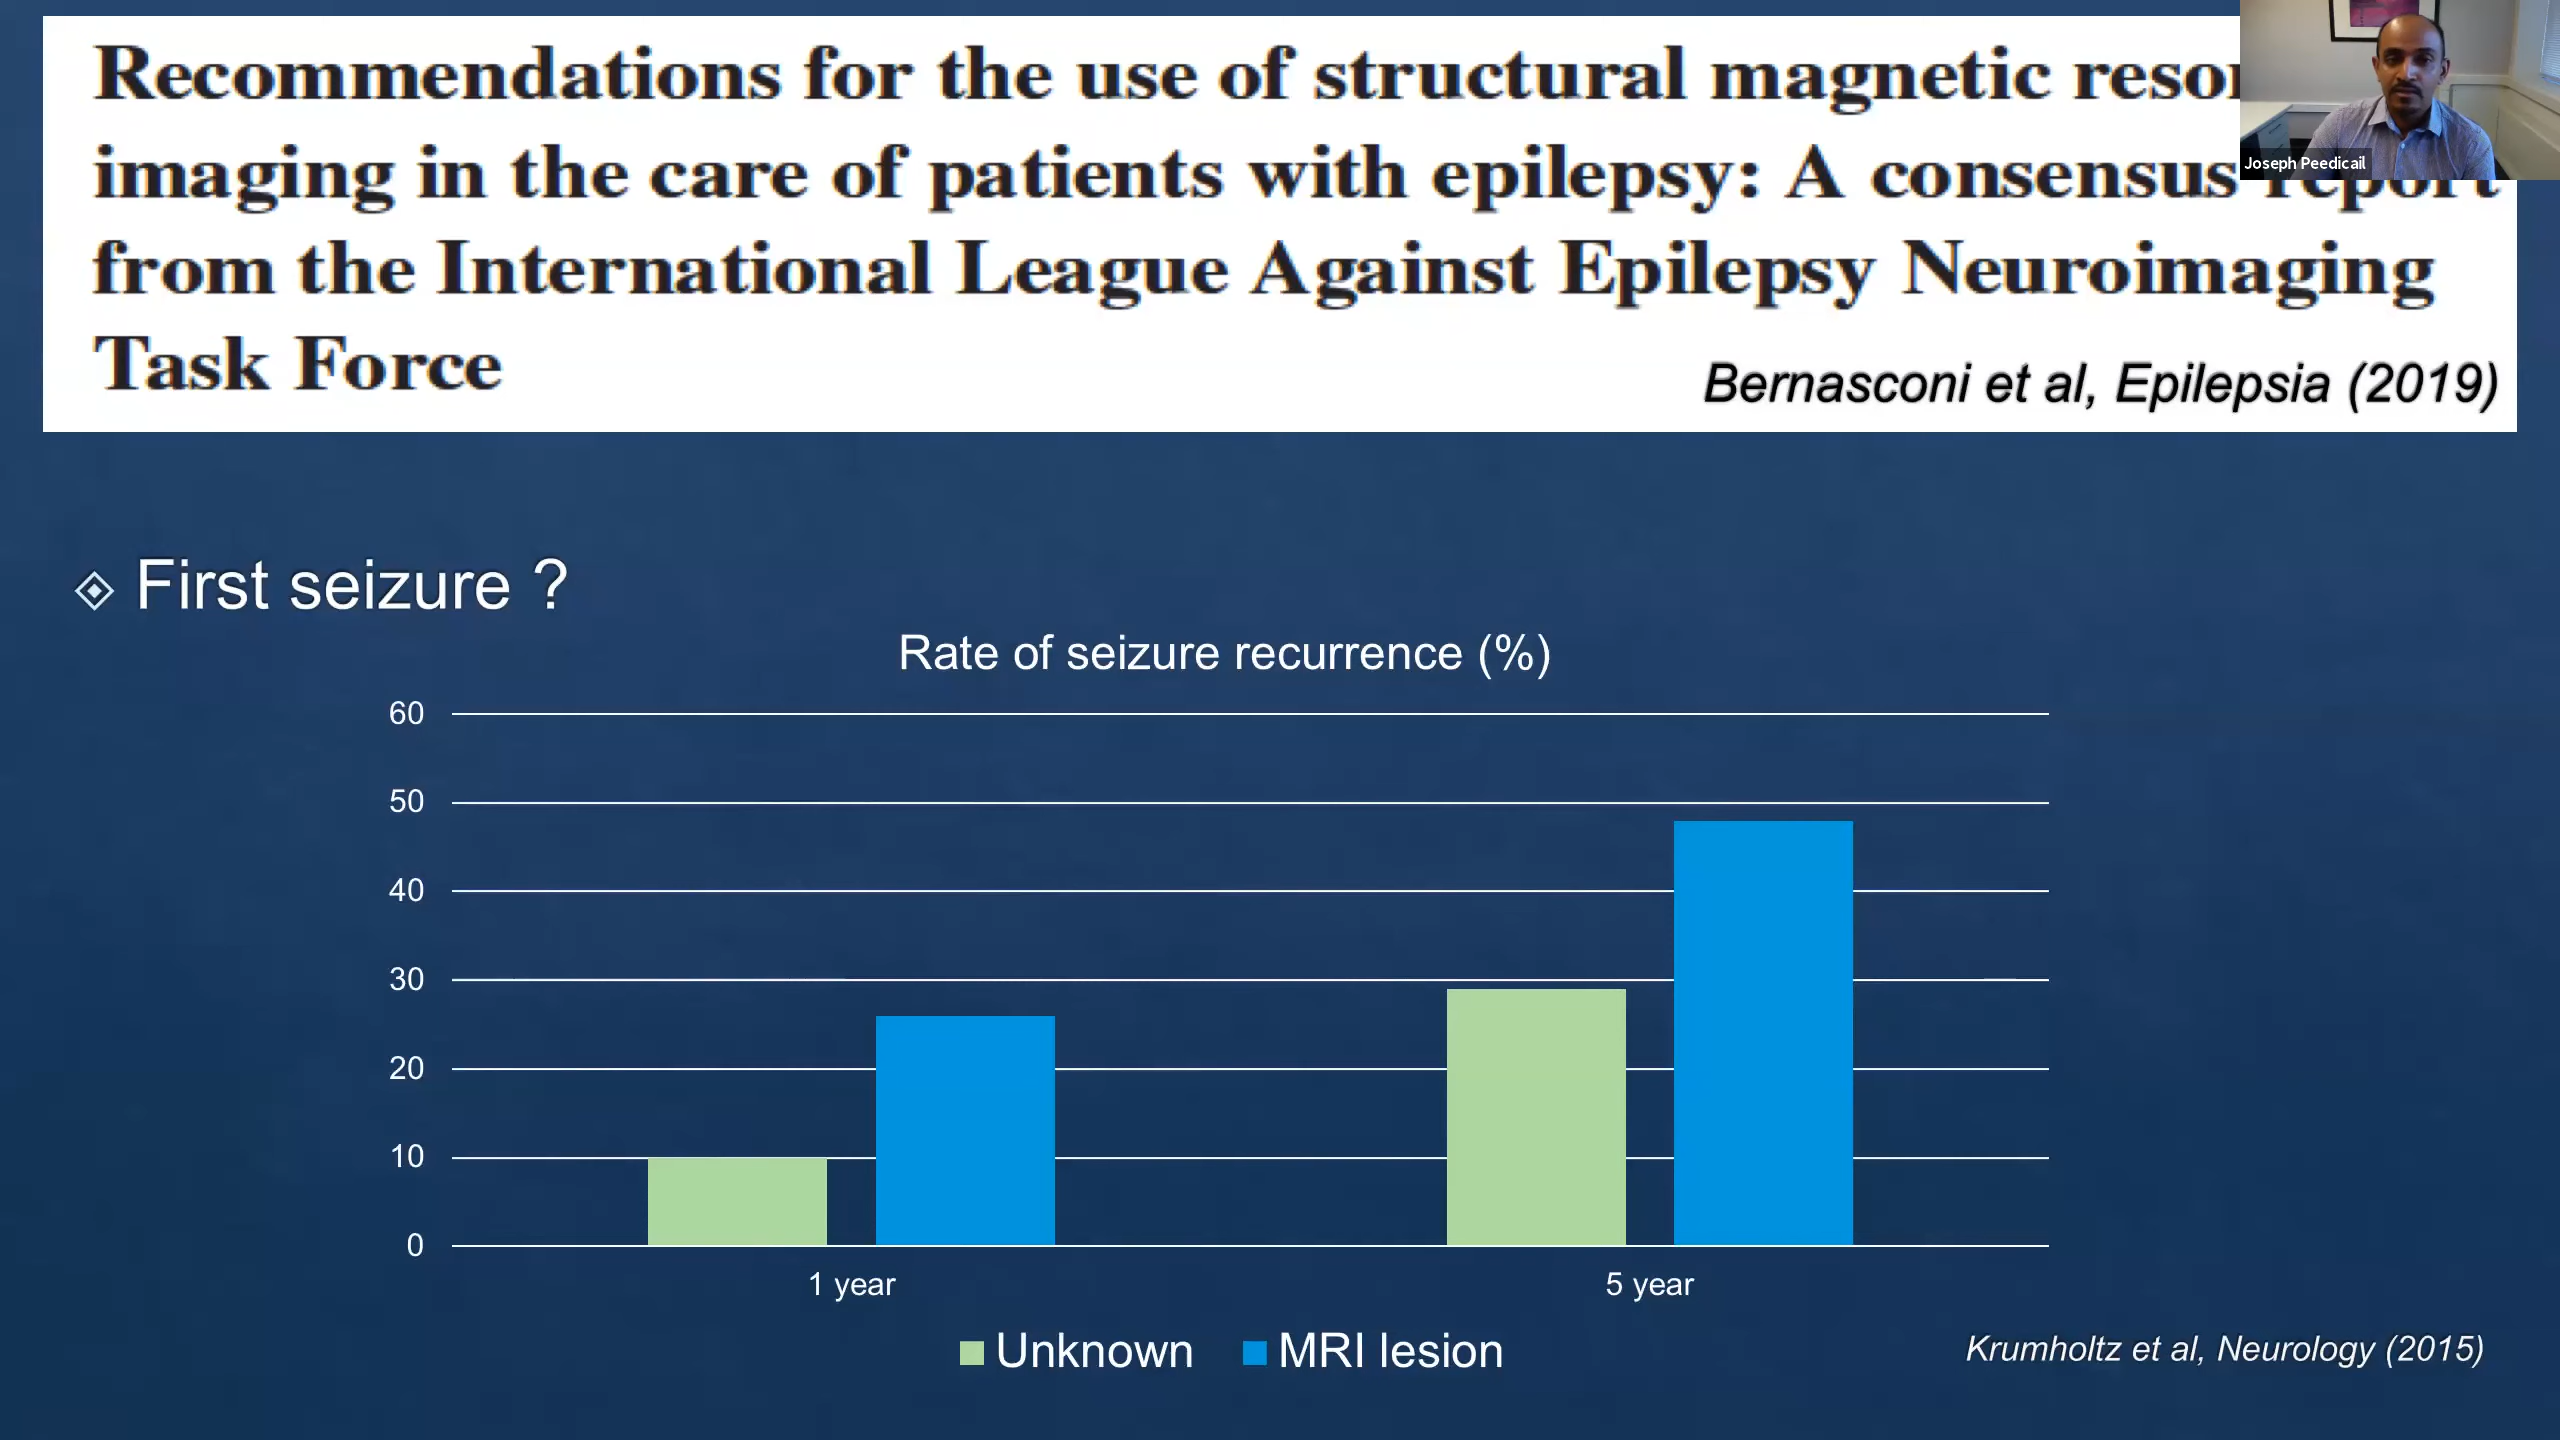 Recommendations for the use of structural magnetic
imaging in the care of patients with epilepsy: A consensus report
from the International League Against Epilepsy Neuroimaging
Task Force
Bernasconi et al, Epilepsia (2019)
Joseph Peedicail
First seizure ?
Rate of seizure recurrence (%)
60
50
40
30
20
10
0
1 year
5 year
Unknown
MRI lesion
Krumholtz et al, Neurology (2015)